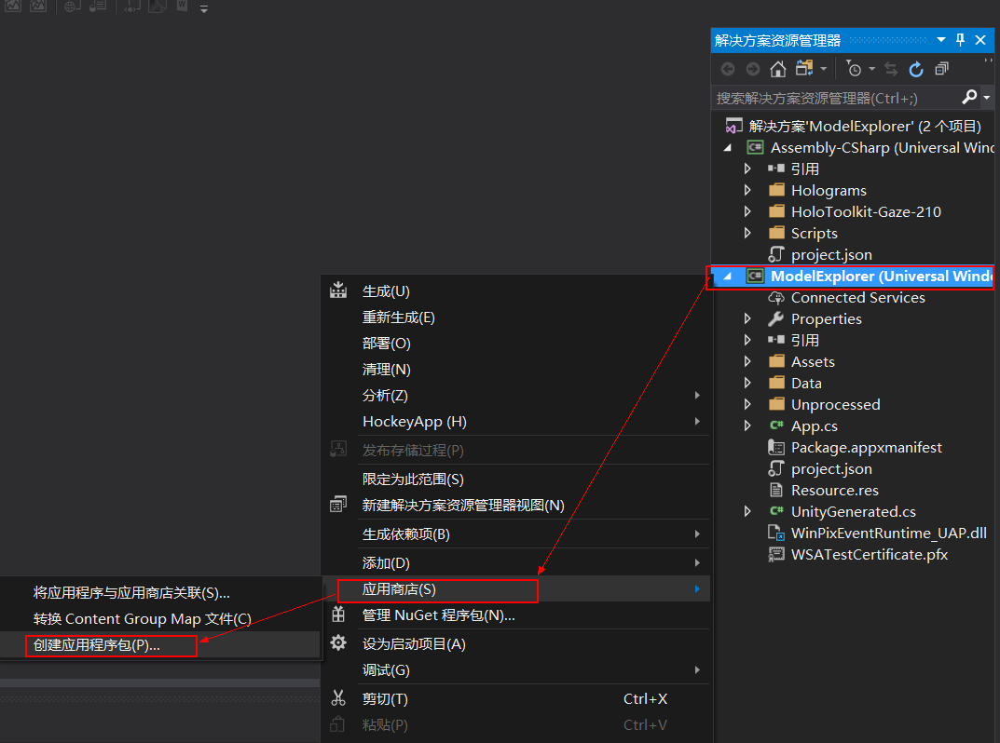 解决方案资源管理器
搜索解决方案资源管理器(Ctrl+;)
解决方案'ModelExplorer' (2 个项目)
Assembly-CSharp (Universal Winc
引用
Holograms
HoloToolkit-Gaze-210
Scripts
project.json
ModelExplorer (Universal Windo
Connected Services
Properties
引用
Assets
Data
Unprocessed
App.cs
Package.appxmanifest
project.json
Resource.res
UnityGenerated.cs
WinPixEventRuntime_UAP.dll
WSATestCertificate.pfx
生成(U)
重新生成(E)
部署(O)
清理(N)
分析(Z)
HockeyApp (H)
发布存储过程(P)
限定为此范围(S)
新建解决方案资源管理器视图(N)
生成依赖项(B)
添加(D)
应用商店(S)
管理 NuGet 程序包(N)...
设为启动项目(A)
调试(G)
剪切(T) Ctrl+X
粘贴(P) Ctrl+V
将应用程序与应用商店关联(S)...
转换 Content Group Map 文件(C)
创建应用程序包(P)...